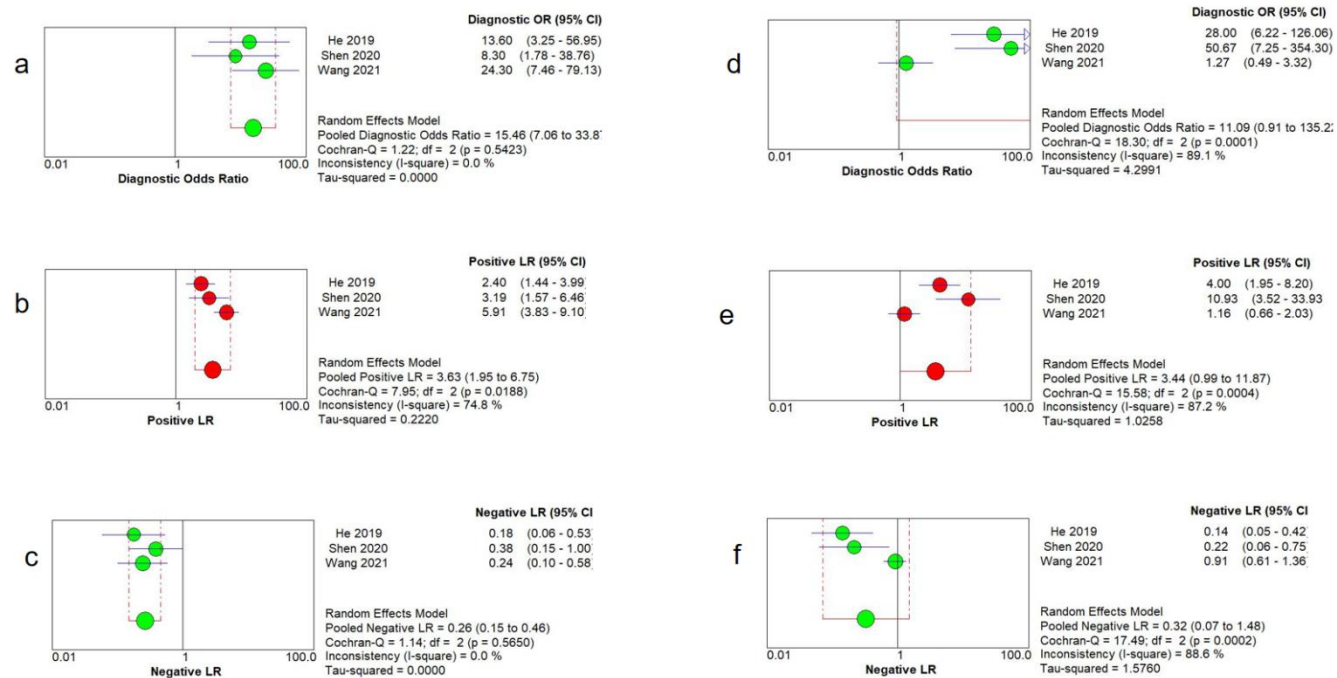 a
Diagnostic OR (95% CI)
He 2019 13.60 (3.25 - 56.95)
Shen 2020 8.30 (1.78 - 38.76)
Wang 2021 24.30 (7.46 - 79.13)
Random Effects Model
Pooled Diagnostic Odds Ratio = 15.46 (7.06 to 33.8
Cochran-Q = 1.22; df = 2 (p = 0.5423)
Inconsistency (I-square) = 0.0 %
Tau-squared = 0.0000
0.01 1 100.0
Diagnostic Odds Ratio
d
Diagnostic OR (95% CI)
He 2019 28.00 (6.22 - 126.06)
Shen 2020 50.67 (7.25 - 354.30)
Wang 2021 1.27 (0.49 - 3.32)
Random Effects Model
Pooled Diagnostic Odds Ratio = 11.09 (0.91 to 135.22
Cochran-Q = 18.30; df = 2 (p = 0.0001)
Inconsistency (I-square) = 89.1 %
Tau-squared = 4.2991
0.01 1 100.0
Diagnostic Odds Ratio
b
Positive LR (95% CI)
He 2019 2.40 (1.44 - 3.99)
Shen 2020 3.19 (1.57 - 6.46)
Wang 2021 5.91 (3.83 - 9.10)
Random Effects Model
Pooled Positive LR = 3.63 (1.95 to 6.75)
Cochran-Q = 7.95; df = 2 (p = 0.0188)
Inconsistency (I-square) = 74.8 %
Tau-squared = 0.2220
0.01 1 100.0
Positive LR
e
Positive LR (95% CI)
He 2019 4.00 (1.95 - 8.20)
Shen 2020 10.93 (3.52 - 33.93
Wang 2021 1.16 (0.66 - 2.03)
Random Effects Model
Pooled Positive LR = 3.44 (0.99 to 11.87)
Cochran-Q = 15.58; df = 2 (p = 0.0004)
Inconsistency (I-square) = 87.2 %
Tau-squared = 1.0258
0.01 1 100.0
Positive LR
c
Negative LR (95% CI
He 2019 0.18 (0.06 - 0.53)
Shen 2020 0.38 (0.15 - 1.00)
Wang 2021 0.24 (0.10 - 0.58)
Random Effects Model
Pooled Negative LR = 0.26 (0.15 to 0.46)
Cochran-Q = 1.14; df = 2 (p = 0.5650)
Inconsistency (I-square) = 0.0 %
Tau-squared = 0.0000
0.01 1 100.0
Negative LR
f
Negative LR (95% CI
He 2019 0.14 (0.05 - 0.42)
Shen 2020 0.22 (0.06 - 0.75)
Wang 2021 0.91 (0.61 - 1.36)
Random Effects Model
Pooled Negative LR = 0.32 (0.07 to 1.48)
Cochran-Q = 17.49; df = 2 (p = 0.0002)
Inconsistency (I-square) = 88.6 %
Tau-squared = 1.5760
0.01 1 100.0
Negative LR